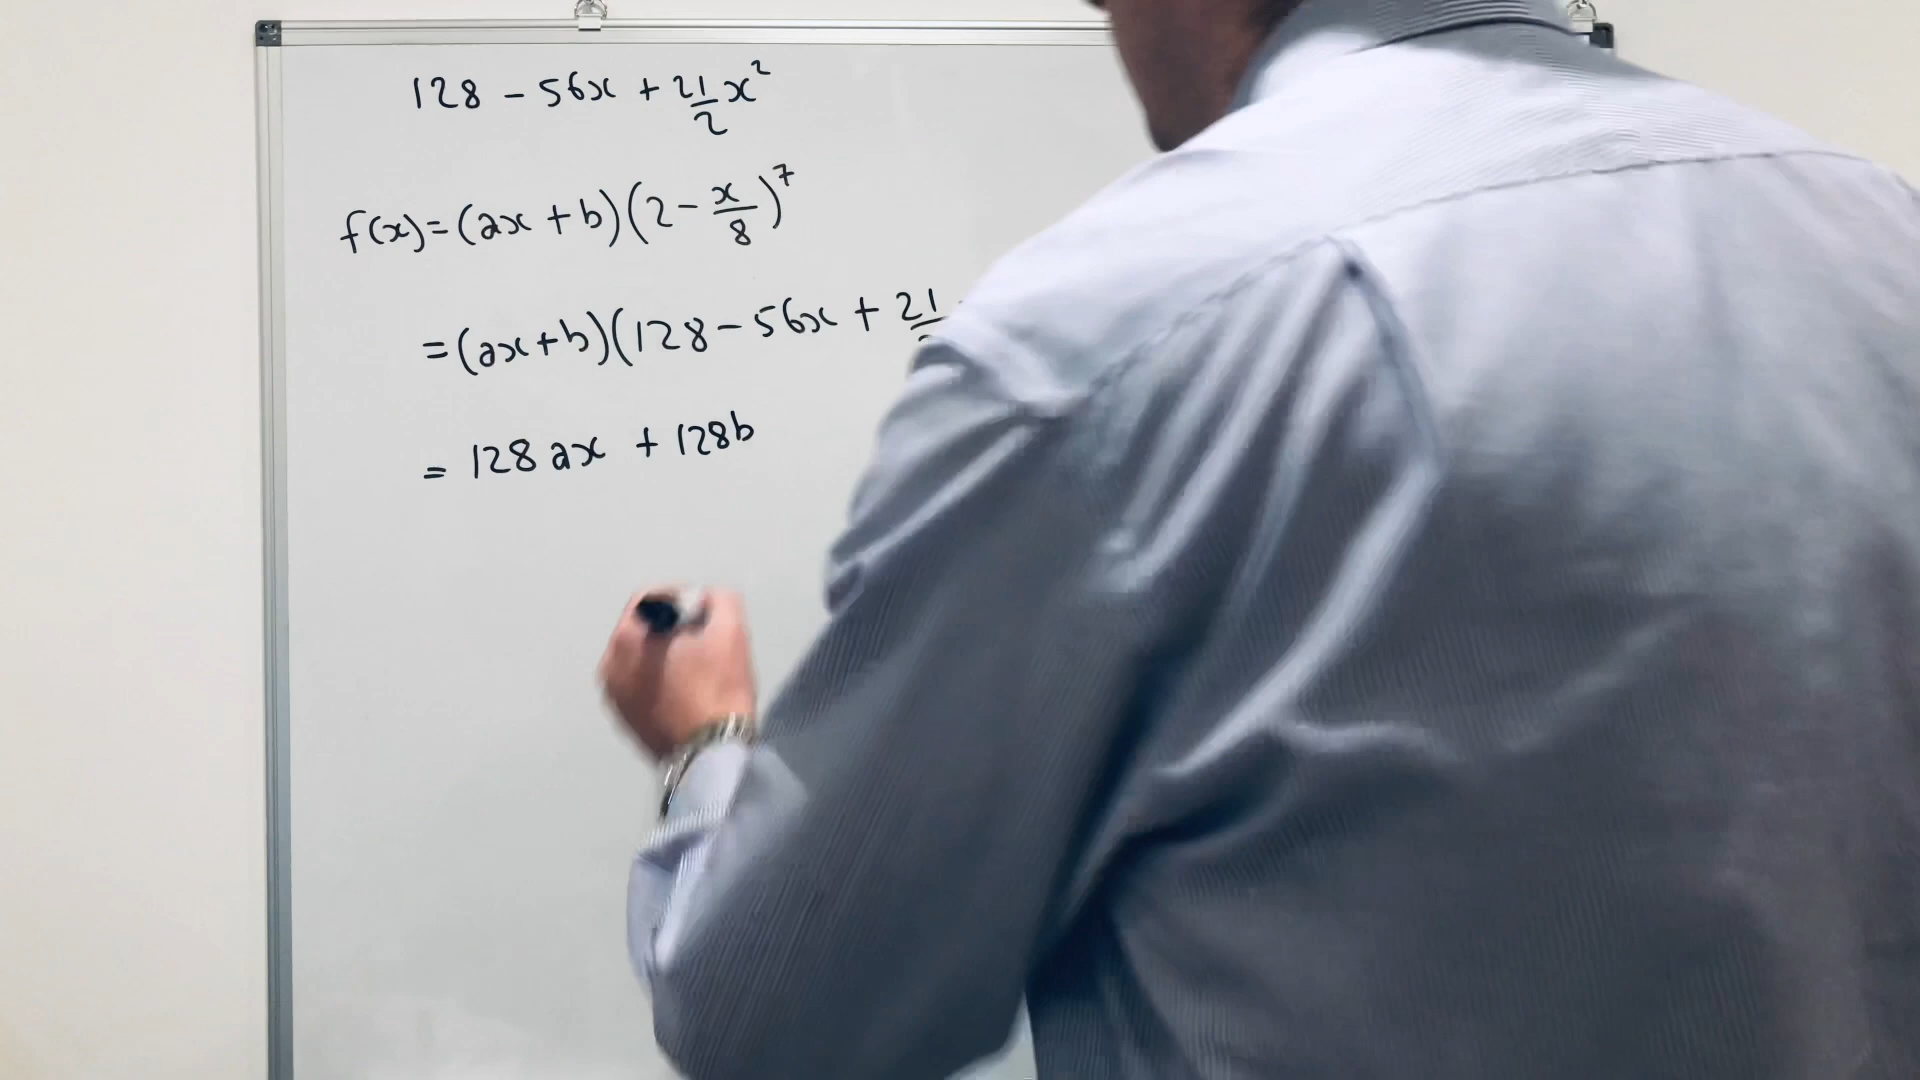 128 - 56x + 21/2 x²
f(x) = (ax + b)(2 - x/8)⁷
= (ax + b)(128 - 56x + 21
= 128ax + 128b